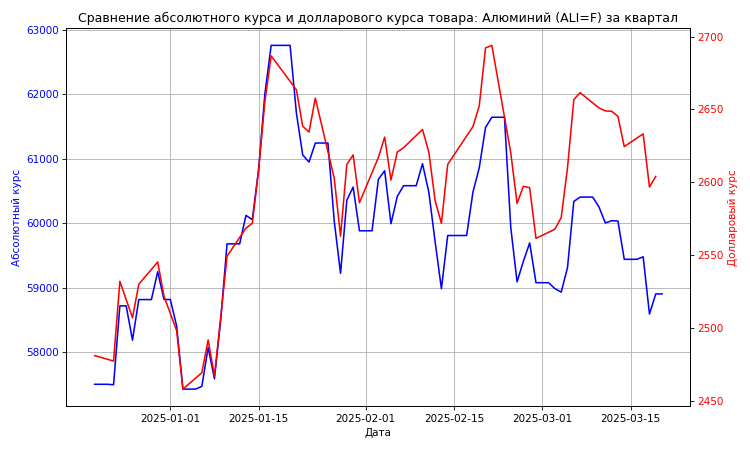 Сравнение абсолютного курса и долларового курса товара: Алюминий (ALI=F) за квартал
63000
62000
61000
60000
59000
58000
Абсолютный курс
2700
2650
2600
2550
2500
2450
Долларовый курс
2025-01-01 2025-01-15 2025-02-01 2025-02-15 2025-03-01 2025-03-15
Дата